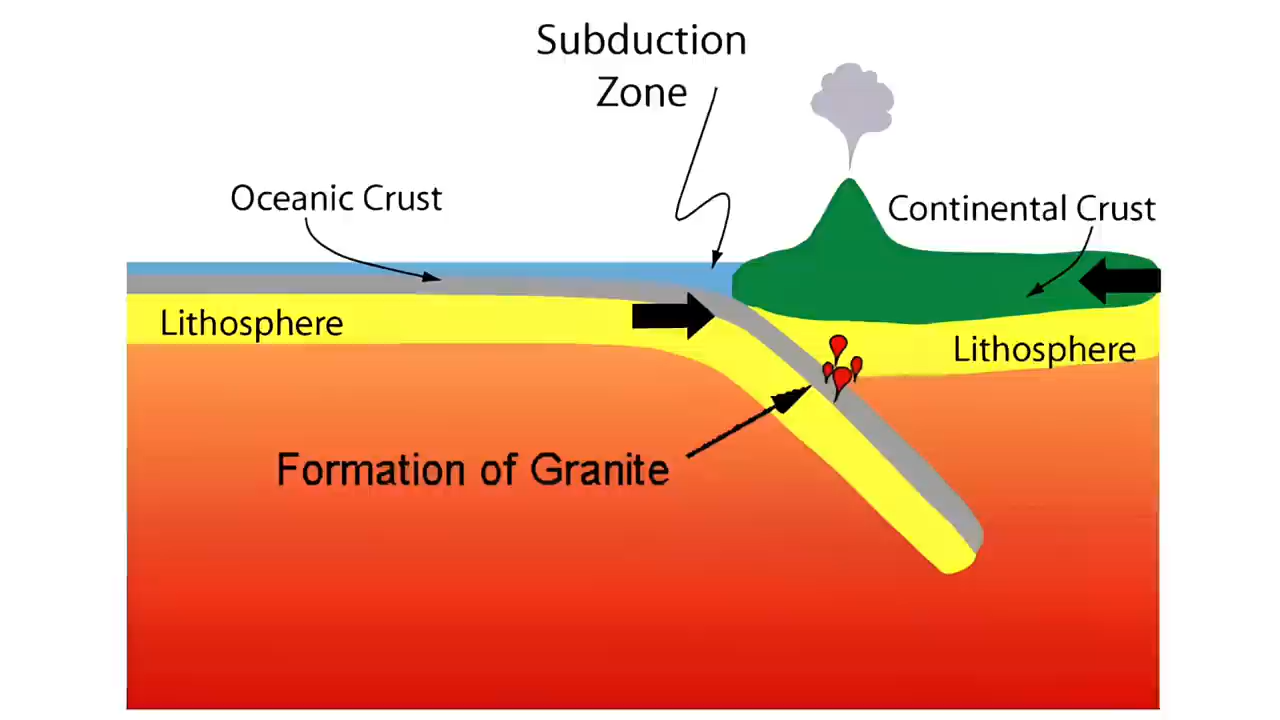 Subduction
Zone
Oceanic Crust
Continental Crust
Lithosphere
Lithosphere
Formation of Granite